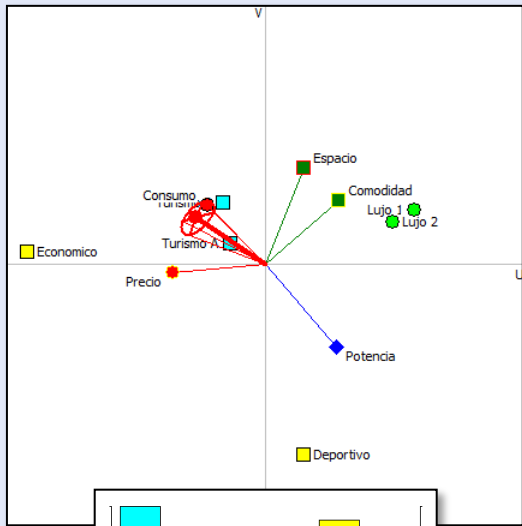 V
Espacio
Comodidad
Consumo
Lujo 1
Lujo 2
Turismo A
Economico
U
Precio
Potencia
Deportivo